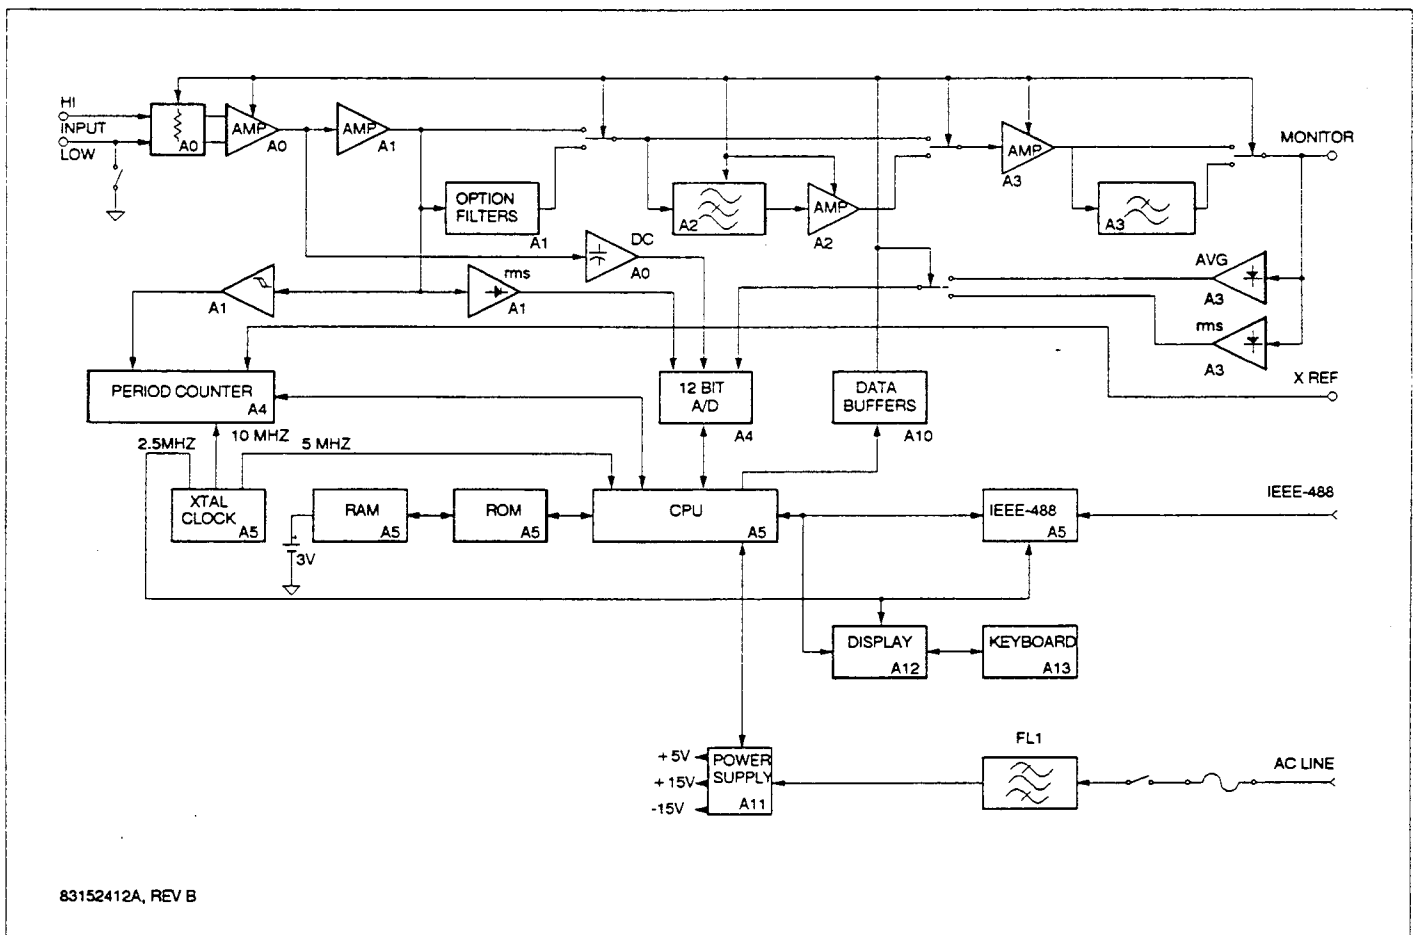 HI
INPUT
LOW
A0
AMP
A0
AMP
A1
AMP
A3
MONITOR
OPTION
FILTERS
A1
A2
AMP
A2
A3
DC
A0
A1
rms
A1
AVG
A3
rms
A3
X REF
PERIOD COUNTER
A4
12 BIT
A/D
A4
DATA
BUFFERS
A10
2.5MHZ
10 MHZ
5 MHZ
XTAL
CLOCK
A5
RAM
A5
ROM
A5
CPU
A5
IEEE-488
A5
IEEE-488
+
3V
DISPLAY
A12
KEYBOARD
A13
+5V
+15V
-15V
POWER
SUPPLY
A11
FL1
AC LINE
83152412A, REV B